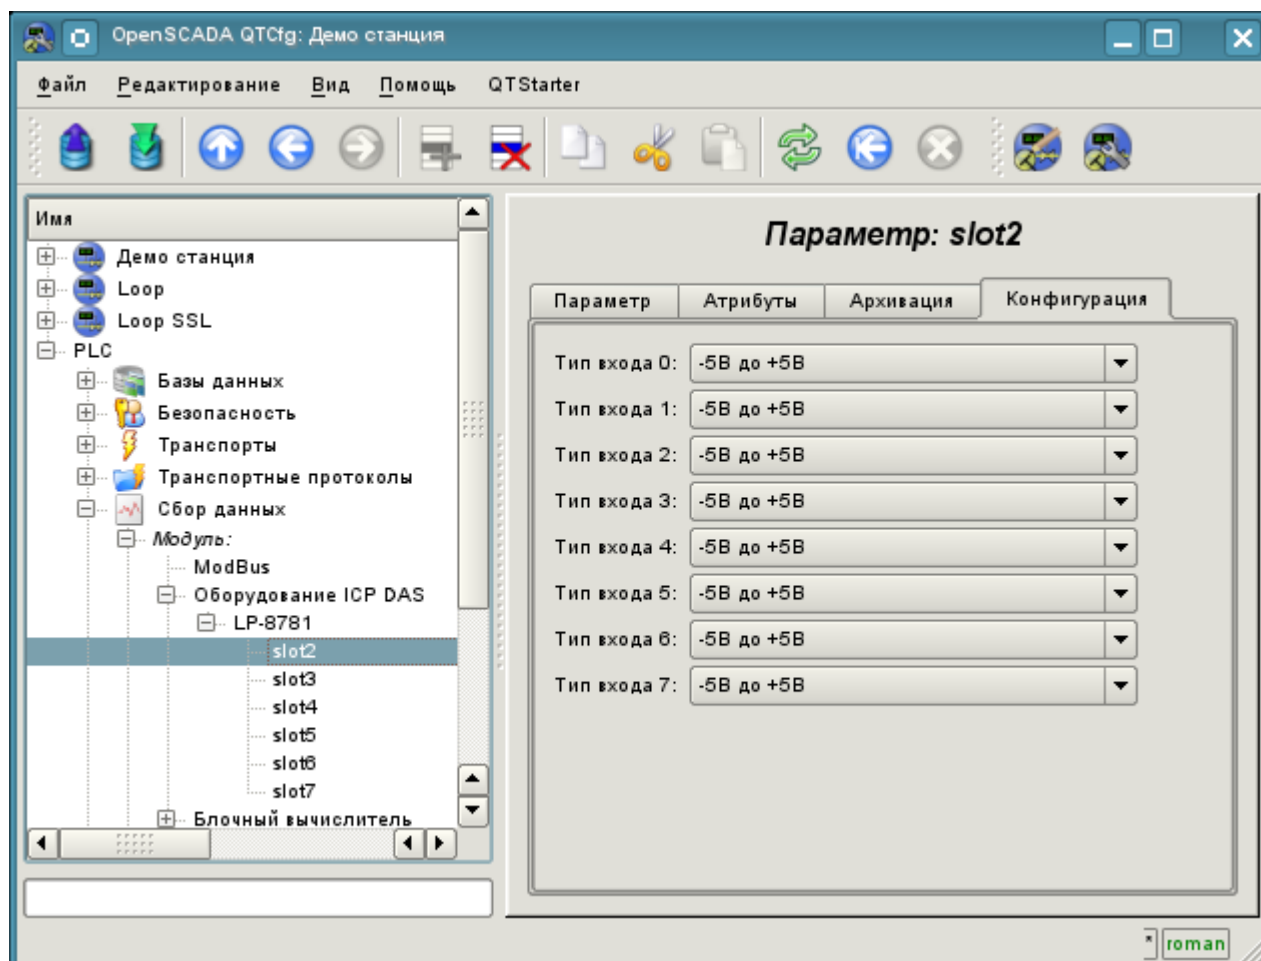 OpenSCADA QTCfg: Демо станция
Файл Редактирование Вид Помощь QTStarter
Имя
Демо станция
Loop
Loop SSL
PLC
Базы данных
Безопасность
Транспорты
Транспортные протоколы
Сбор данных
Модуль:
ModBus
Оборудование ICP DAS
LP-8781
slot2
slot3
slot4
slot5
slot6
slot7
Блочный вычислитель
Параметр: slot2
Параметр Атрибуты Архивация Конфигурация
Тип входа 0: -5В до +5В
Тип входа 1: -5В до +5В
Тип входа 2: -5В до +5В
Тип входа 3: -5В до +5В
Тип входа 4: -5В до +5В
Тип входа 5: -5В до +5В
Тип входа 6: -5В до +5В
Тип входа 7: -5В до +5В
* roman